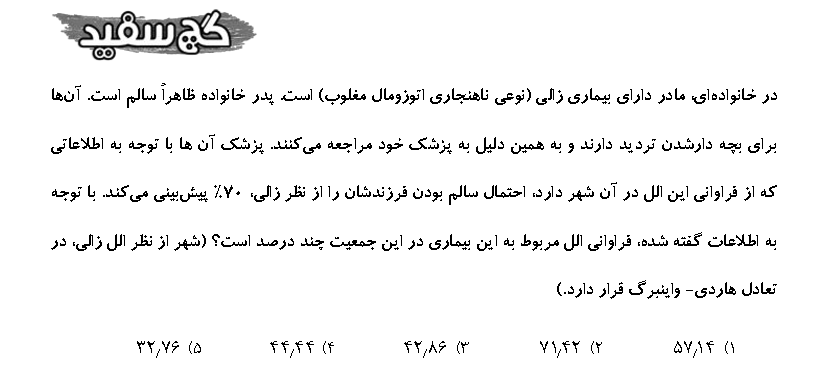 گچ سفید
در خانواده‌ای، مادر دارای بیماری زالی (نوعی ناهنجاری اتوزومال مغلوب) است. پدر خانواده ظاهراً سالم است. آن‌ها
برای بچه دارشدن تردید دارند و به همین دلیل به پزشک خود مراجعه می‌کنند. پزشک آن ها با توجه به اطلاعاتی
که از فراوانی این الل در آن شهر دارد، احتمال سالم بودن فرزندشان را از نظر زالی، ۷۰٪ پیش‌بینی می‌کند. با توجه
به اطلاعات گفته شده، فراوانی الل مربوط به این بیماری در این جمعیت چند درصد است؟ (شهر از نظر الل زالی، در
تعادل هاردی- واینبرگ قرار دارد.)
۱) ۵۷٫۱۴ ۲) ۷۱٫۴۲ ۳) ۴۲٫۸۶ ۴) ۴۴٫۴۴ ۵) ۳۲٫۷۶